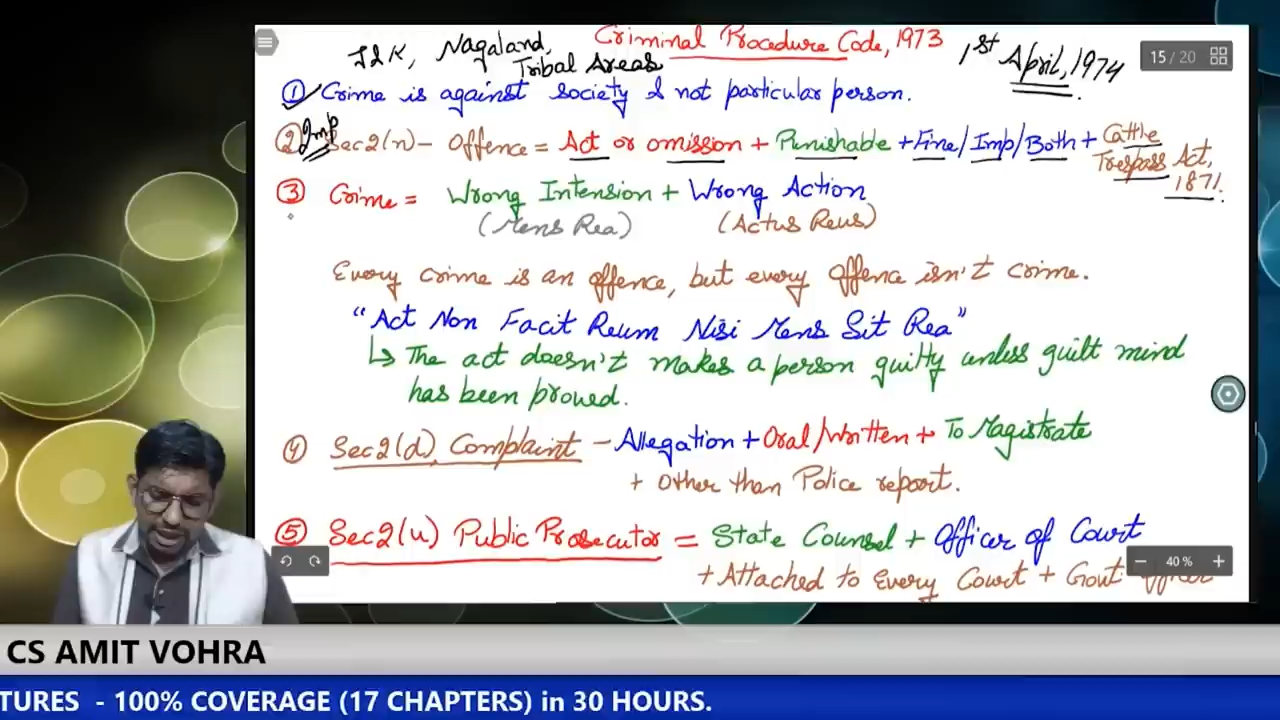 Criminal Procedure Code, 1973
1st April, 1974
15 / 20
J&K, Nagaland,
Tribal Areas
① Crime is against society & not particular person.
② Imp Sec2(n) - Offence = Act or omission + Punishable + Fine/Imp/Both + Cattle
Trespass Act,
1871.
③ Crime = Wrong Intension + Wrong Action
(Mens Rea) (Actus Reus)
Every crime is an offence, but every offence isn't crime.
"Act Non Facit Reum Nisi Mens Sit Rea"
↳ The act doesn't makes a person guilty unless guilt mind
has been proved.
④ Sec2(d) Complaint - Allegation + Oral/Written + To Magistrate
+ Other than Police report.
⑤ Sec2(u) Public Prosecutor = State Counsel + Officer of Court
+ Attached to Every Court + Govt
− 40 % +
CS AMIT VOHRA
TURES - 100% COVERAGE (17 CHAPTERS) in 30 HOURS.